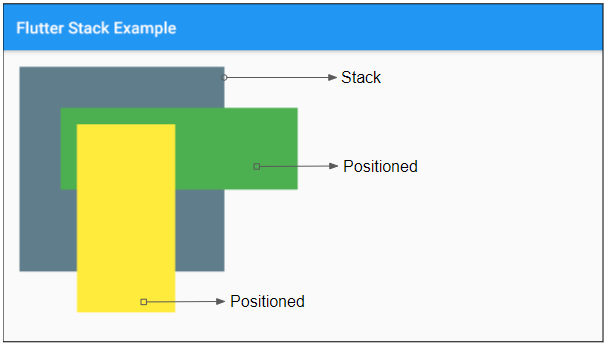 Flutter Stack Example
Stack
Positioned
Positioned